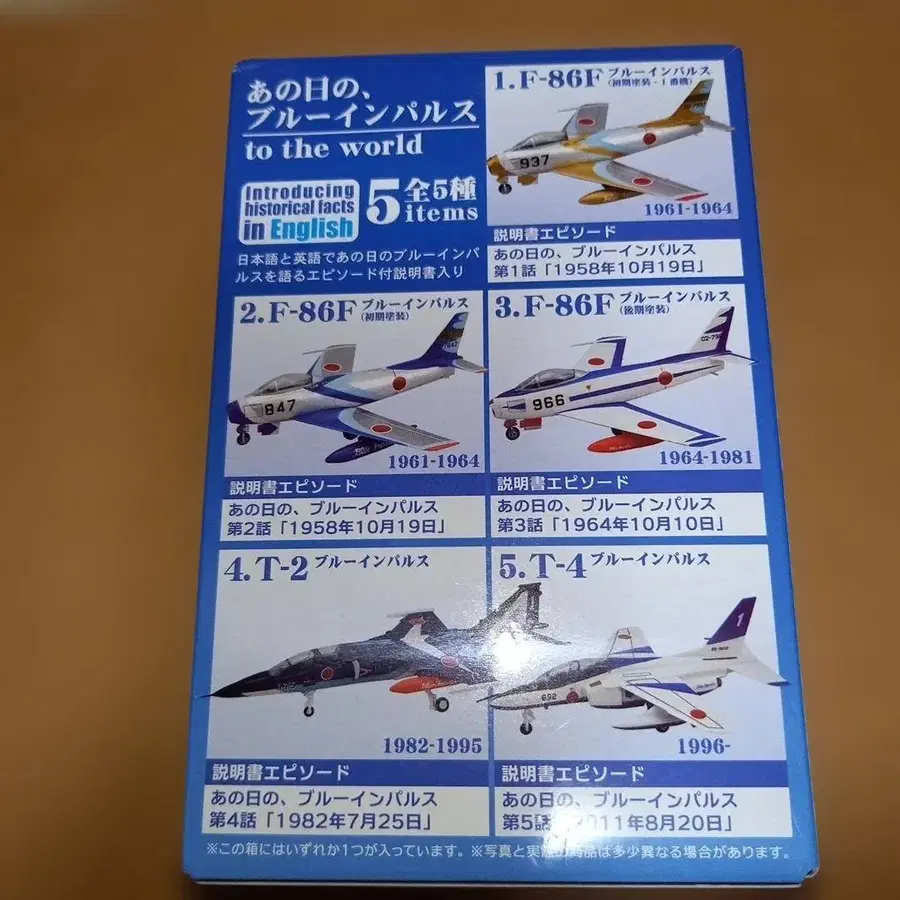 あの日の、
ブルーインパルス
to the world
Introducing
historical facts
in English
5 全5種
items
日本語と英語であの日のブルーインパ
ルスを語るエピソード付説明書入り
1.F-86F ブルーインパルス
(初期塗装・1番機)
937
1961-1964
説明書エピソード
あの日の、ブルーインパルス
第1話「1958年10月19日」
2.F-86F ブルーインパルス
(初期塗装)
847
1961-1964
説明書エピソード
あの日の、ブルーインパルス
第2話「1958年10月19日」
3.F-86F ブルーインパルス
(後期塗装)
966
1964-1981
説明書エピソード
あの日の、ブルーインパルス
第3話「1964年10月10日」
4.T-2 ブルーインパルス
1982-1995
説明書エピソード
あの日の、ブルーインパルス
第4話「1982年7月25日」
5.T-4 ブルーインパルス
1
692
1996-
説明書エピソード
あの日の、ブルーインパルス
第5話「2011年8月20日」
※この箱にはいずれか1つが入っています。※写真と実際の商品は多少異なる場合があります。